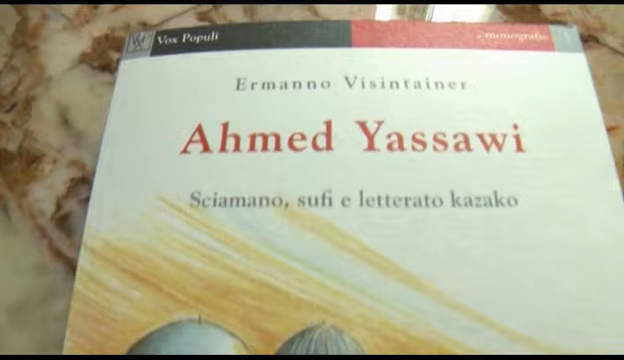 Vox Populi
monografie
Ermanno Visintainer
Ahmed Yassawi
Sciamano, sufi e letterato kazako